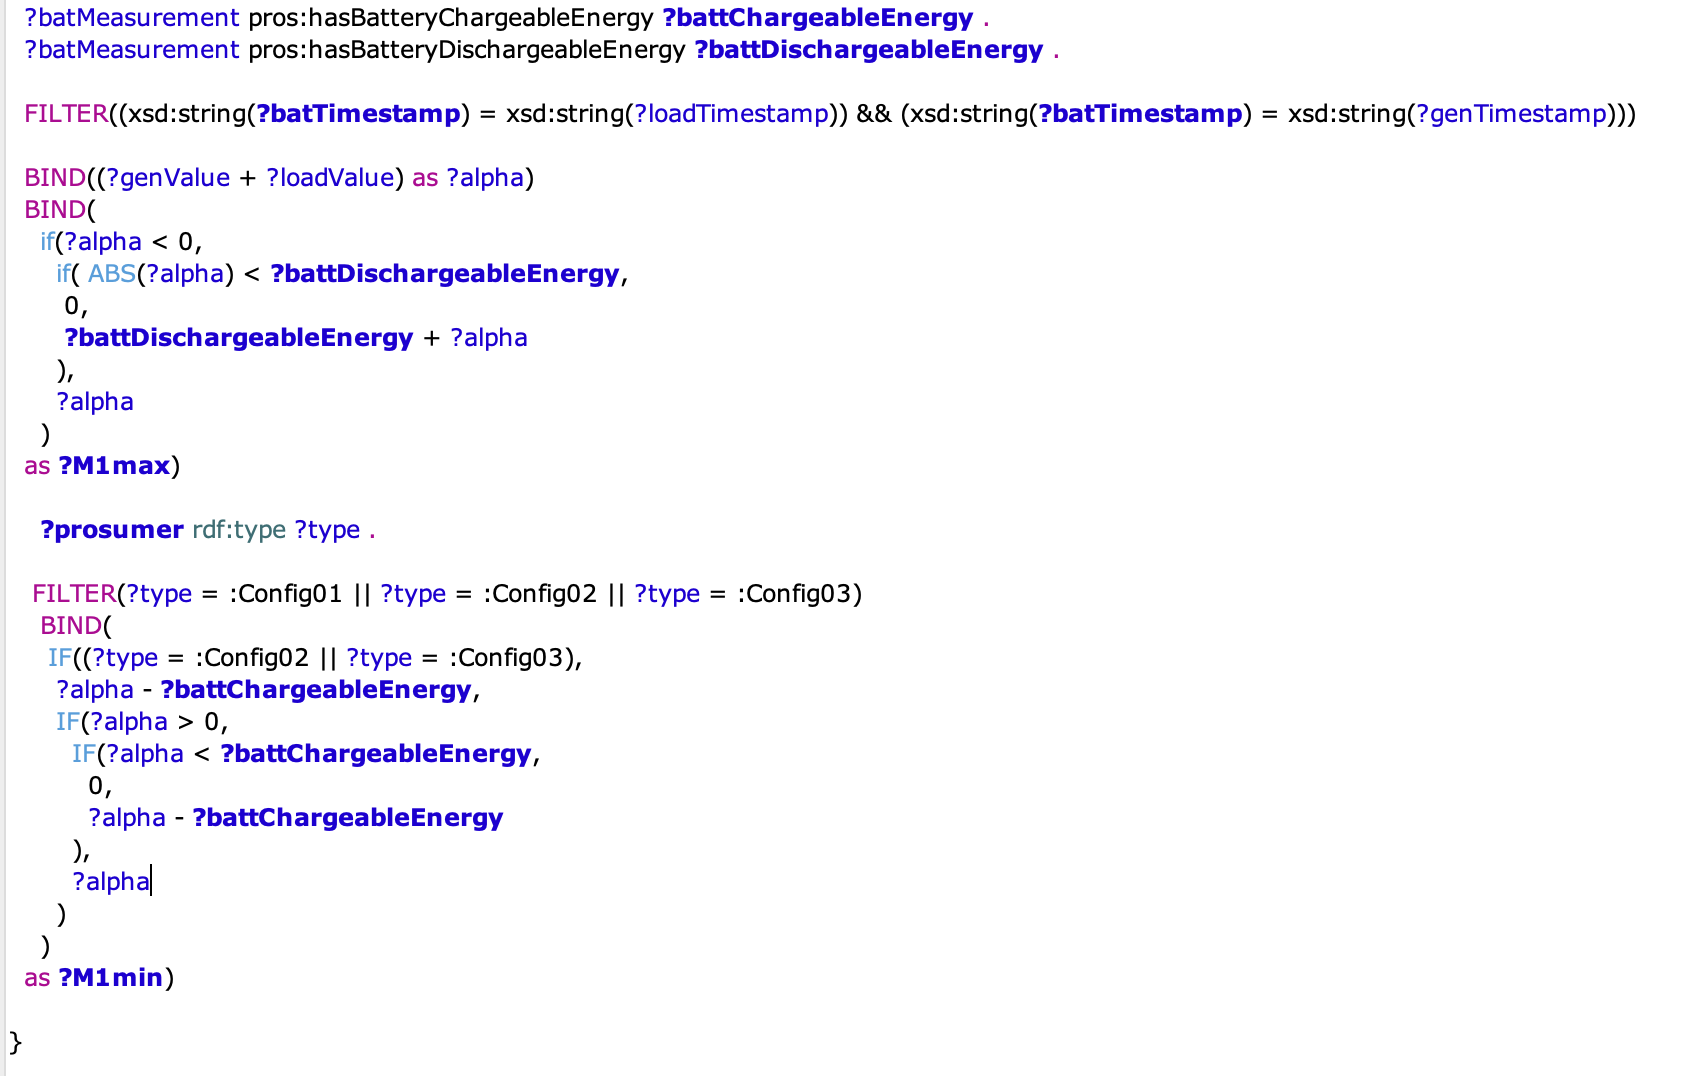 ?batMeasurement pros:hasBatteryChargeableEnergy ?battChargeableEnergy .
?batMeasurement pros:hasBatteryDischargeableEnergy ?battDischargeableEnergy .
FILTER((xsd:string(?batTimestamp) = xsd:string(?loadTimestamp)) && (xsd:string(?batTimestamp) = xsd:string(?genTimestamp)))
BIND((?genValue + ?loadValue) as ?alpha)
BIND(
if(?alpha < 0,
if( ABS(?alpha) < ?battDischargeableEnergy,
0,
?battDischargeableEnergy + ?alpha
),
?alpha
)
as ?M1max)
?prosumer rdf:type ?type .
FILTER(?type = :Config01 || ?type = :Config02 || ?type = :Config03)
BIND(
IF((?type = :Config02 || ?type = :Config03),
?alpha - ?battChargeableEnergy,
IF(?alpha > 0,
IF(?alpha < ?battChargeableEnergy,
0,
?alpha - ?battChargeableEnergy
),
?alpha
)
)
as ?M1min)
}